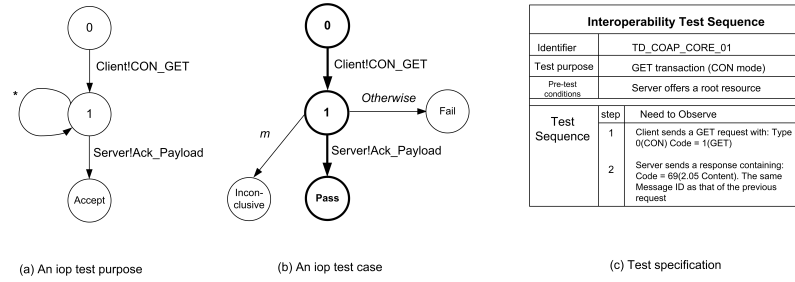 0
Client!CON_GET
*
1
Server!Ack_Payload
Accept
(a) An iop test purpose
0
Client!CON_GET
Otherwise
1
Fail
m
Server!Ack_Payload
Incon-
clusive
Pass
(b) An iop test case
Interoperability Test Sequence
Identifier TD_COAP_CORE_01
Test purpose GET transaction (CON mode)
Pre-test
conditions
Server offers a root resource
Test
Sequence
step Need to Observe
1 Client sends a GET request with: Type
0(CON) Code = 1(GET)
2 Server sends a response containing:
Code = 69(2.05 Content). The same
Message ID as that of the previous
request
(c) Test specification